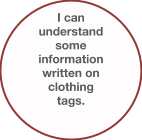 I can
understand
some
information
written on
clothing
tags.